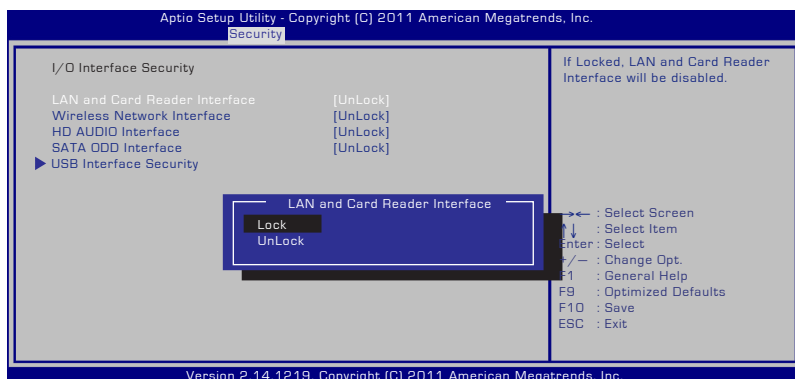 Aptio Setup Utility - Copyright (C) 2011 American Megatrends, Inc.
Security
I/O Interface Security
LAN and Card Reader Interface [UnLock]
Wireless Network Interface [UnLock]
HD AUDIO Interface [UnLock]
SATA ODD Interface [UnLock]
USB Interface Security
If Locked, LAN and Card Reader
Interface will be disabled.
LAN and Card Reader Interface
Lock
UnLock
→← : Select Screen
↑↓ : Select Item
Enter : Select
+/— : Change Opt.
F1 : General Help
F9 : Optimized Defaults
F10 : Save
ESC : Exit
Version 2.14.1219. Copyright (C) 2011 American Megatrends, Inc.